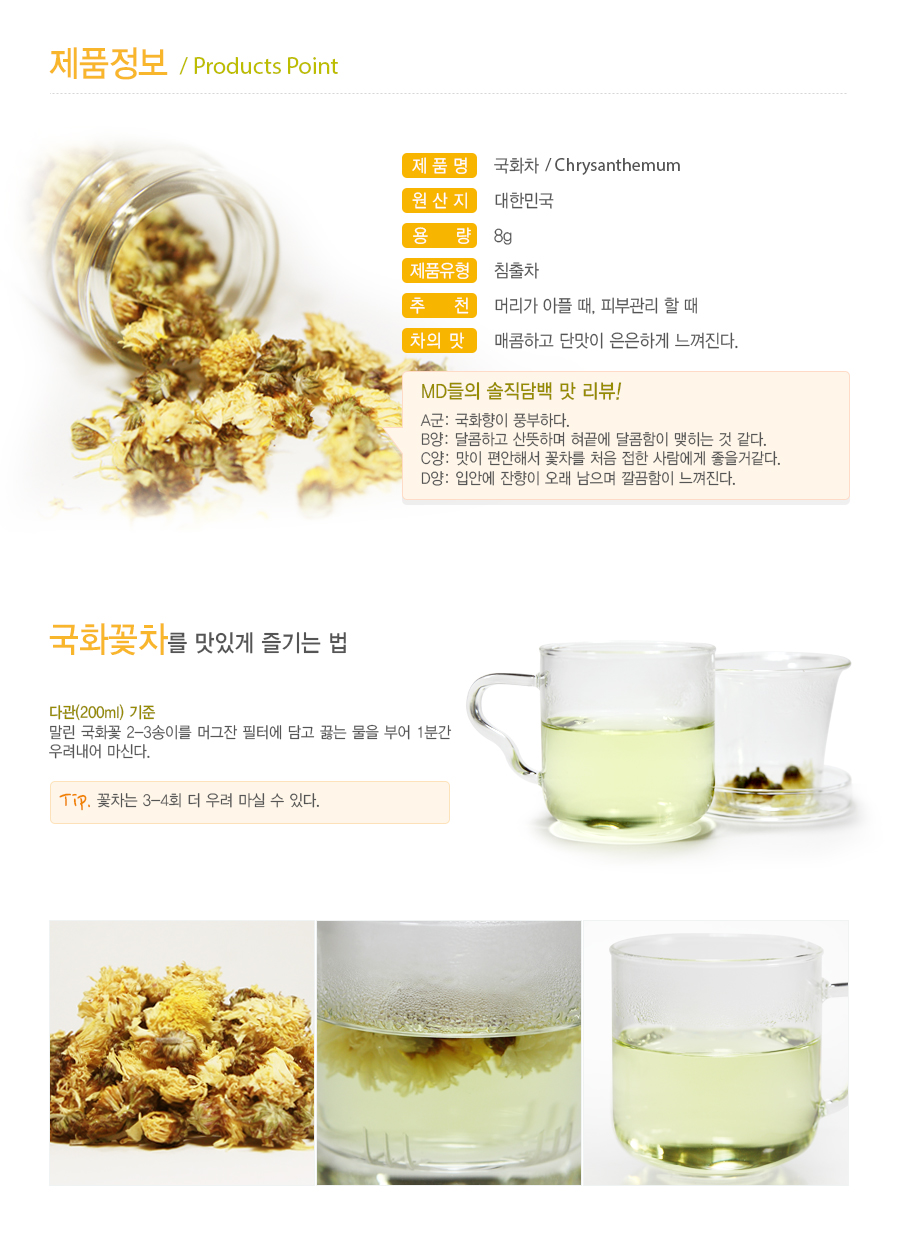 제품정보 / Products Point
제품명 국화차 / Chrysanthemum
원산지 대한민국
용량 8g
제품유형 침출차
추천 머리가 아플 때, 피부관리 할 때
차의 맛 매콤하고 단맛이 은은하게 느껴진다.
MD들의 솔직담백 맛 리뷰!
A군: 국화향이 풍부하다.
B양: 달콤하고 산뜻하며 혀끝에 달콤함이 맺히는 것 같다.
C양: 맛이 편안해서 꽃차를 처음 접한 사람에게 좋을거같다.
D양: 입안에 잔향이 오래 남으며 깔끔함이 느껴진다.
국화꽃차를 맛있게 즐기는 법
다관(200ml) 기준
말린 국화꽃 2-3송이를 머그잔 필터에 담고 끓는 물을 부어 1분간
우려내어 마신다.
Tip. 꽃차는 3-4회 더 우려 마실 수 있다.